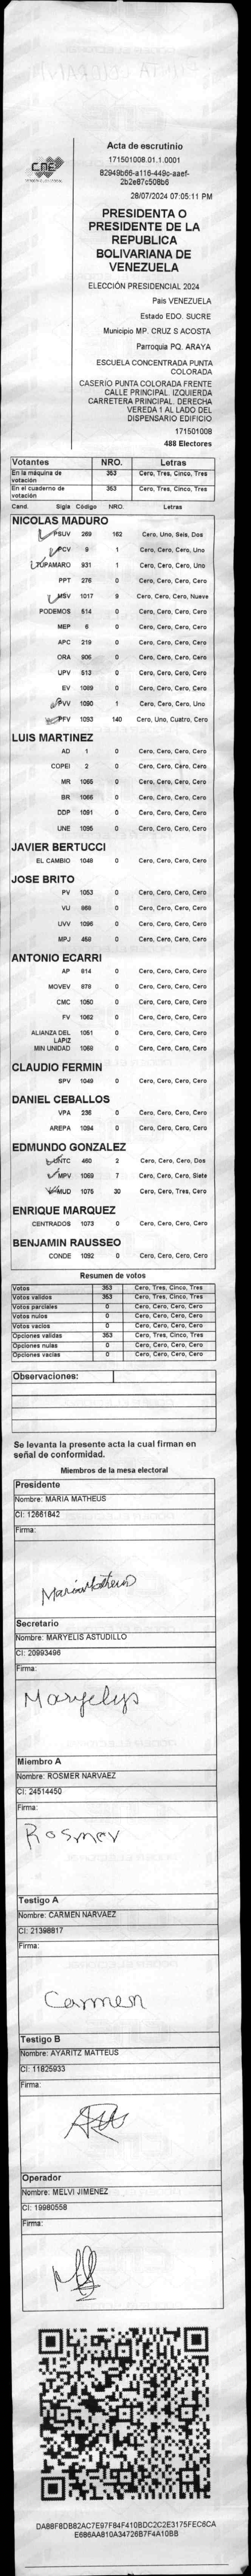 CNE
Acta de escrutinio
171501008.01.1.0001
82949b66-a116-449c-aaef-
2b2e87c508b6
28/07/2024 07:05:11 PM
PRESIDENTA O
PRESIDENTE DE LA
REPUBLICA
BOLIVARIANA DE
VENEZUELA
ELECCIÓN PRESIDENCIAL 2024
Pais VENEZUELA
Estado EDO. SUCRE
Municipio MP. CRUZ S ACOSTA
Parroquia PQ. ARAYA
ESCUELA CONCENTRADA PUNTA
COLORADA
CASERIO PUNTA COLORADA FRENTE
CALLE PRINCIPAL. IZQUIERDA
CARRETERA PRINCIPAL. DERECHA
VEREDA 1 AL LADO DEL
DISPENSARIO EDIFICIO
171501008
488 Electores
Votantes NRO. Letras
En la máquina de votación 353 Cero, Tres, Cinco, Tres
En el cuaderno de votación 353 Cero, Tres, Cinco, Tres
Cand. Sigla Código NRO. Letras
NICOLAS MADURO
PSUV 269 162 Cero, Uno, Seis, Dos
PCV 9 1 Cero, Cero, Cero, Uno
TUPAMARO 931 1 Cero, Cero, Cero, Uno
PPT 276 0 Cero, Cero, Cero, Cero
MSV 1017 9 Cero, Cero, Cero, Nueve
PODEMOS 514 0 Cero, Cero, Cero, Cero
MEP 6 0 Cero, Cero, Cero, Cero
APC 219 0 Cero, Cero, Cero, Cero
ORA 906 0 Cero, Cero, Cero, Cero
UPV 513 0 Cero, Cero, Cero, Cero
EV 1089 0 Cero, Cero, Cero, Cero
PVV 1090 1 Cero, Cero, Cero, Uno
PFV 1093 140 Cero, Uno, Cuatro, Cero
LUIS MARTINEZ
AD 1 0 Cero, Cero, Cero, Cero
COPEI 2 0 Cero, Cero, Cero, Cero
MR 1065 0 Cero, Cero, Cero, Cero
BR 1066 0 Cero, Cero, Cero, Cero
DDP 1091 0 Cero, Cero, Cero, Cero
UNE 1095 0 Cero, Cero, Cero, Cero
JAVIER BERTUCCI
EL CAMBIO 1048 0 Cero, Cero, Cero, Cero
JOSE BRITO
PV 1053 0 Cero, Cero, Cero, Cero
VU 868 0 Cero, Cero, Cero, Cero
UVV 1096 0 Cero, Cero, Cero, Cero
MPJ 459 0 Cero, Cero, Cero, Cero
ANTONIO ECARRI
AP 614 0 Cero, Cero, Cero, Cero
MOVEV 878 0 Cero, Cero, Cero, Cero
CMC 1050 0 Cero, Cero, Cero, Cero
FV 1062 0 Cero, Cero, Cero, Cero
ALIANZA DEL LAPIZ 1051 0 Cero, Cero, Cero, Cero
MIN UNIDAD 1068 0 Cero, Cero, Cero, Cero
CLAUDIO FERMIN
SPV 1049 0 Cero, Cero, Cero, Cero
DANIEL CEBALLOS
VPA 236 0 Cero, Cero, Cero, Cero
AREPA 1094 0 Cero, Cero, Cero, Cero
EDMUNDO GONZALEZ
UNTC 460 2 Cero, Cero, Cero, Dos
MPV 1069 7 Cero, Cero, Cero, Siete
MUD 1075 30 Cero, Cero, Tres, Cero
ENRIQUE MARQUEZ
CENTRADOS 1073 0 Cero, Cero, Cero, Cero
BENJAMIN RAUSSEO
CONDE 1092 0 Cero, Cero, Cero, Cero
Resumen de votos
Votos 353 Cero, Tres, Cinco, Tres
Votos validos 353 Cero, Tres, Cinco, Tres
Votos parciales 0 Cero, Cero, Cero, Cero
Votos nulos 0 Cero, Cero, Cero, Cero
Votos vacios 0 Cero, Cero, Cero, Cero
Opciones validas 353 Cero, Tres, Cinco, Tres
Opciones nulas 0 Cero, Cero, Cero, Cero
Opciones vacias 0 Cero, Cero, Cero, Cero
Observaciones:
Se levanta la presente acta la cual firman en
señal de conformidad.
Miembros de la mesa electoral
Presidente
Nombre: MARIA MATHEUS
CI: 12661842
Firma:
Maria Matheus
Secretario
Nombre: MARYELIS ASTUDILLO
CI: 20993496
Firma:
Maryelys
Miembro A
Nombre: ROSMER NARVAEZ
CI: 24514450
Firma:
Rosmer
Testigo A
Nombre: CARMEN NARVAEZ
CI: 21398817
Firma:
Carmen
Testigo B
Nombre: AYARITZ MATTEUS
CI: 11825933
Firma:
Operador
Nombre: MELVI JIMENEZ
CI: 19980558
Firma:
DA88F8DB82AC7E97F84F410BDC2C2E3175FEC6CA
E686AA810A34726B7F4A10BB